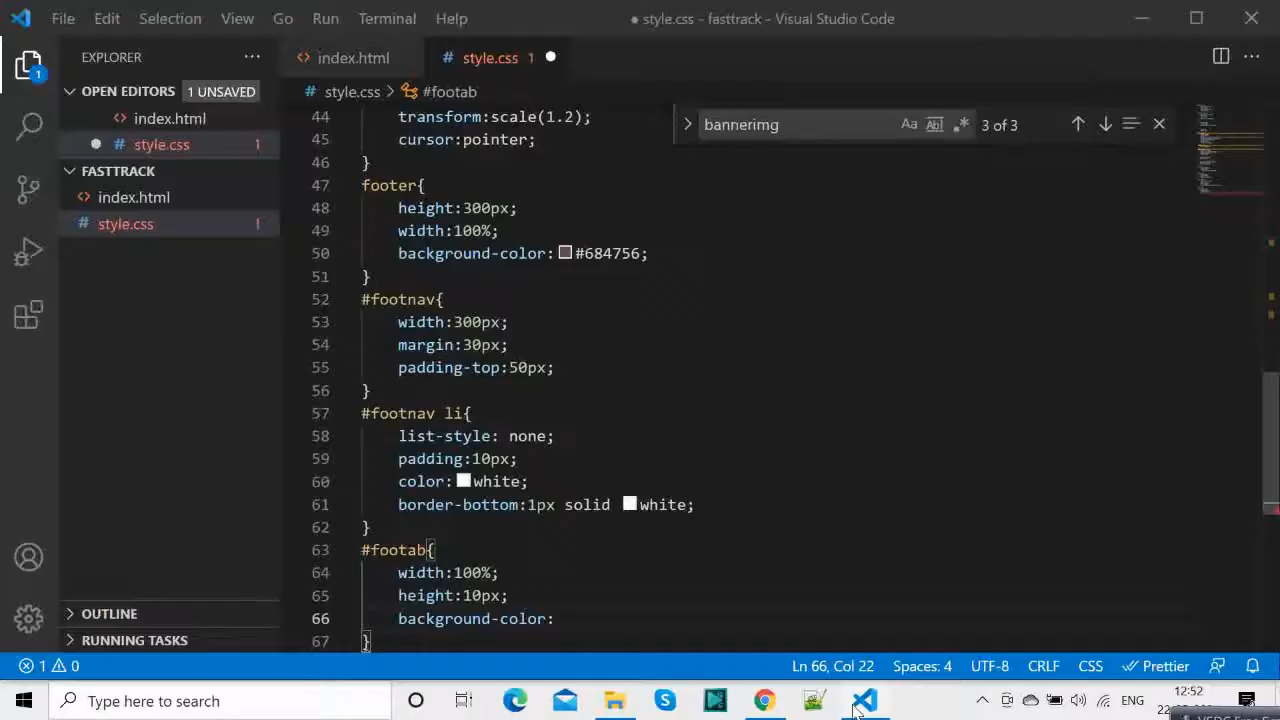 File Edit Selection View Go Run Terminal Help
● style.css - fasttrack - Visual Studio Code
EXPLORER
index.html
# style.css 1
OPEN EDITORS 1 UNSAVED
index.html
# style.css 1
FASTTRACK
index.html
# style.css 1
OUTLINE
RUNNING TASKS
# style.css > #footab
bannerimg
Aa Abl .* 3 of 3
44 transform:scale(1.2);
45 cursor:pointer;
46 }
47 footer{
48 height:300px;
49 width:100%;
50 background-color: #684756;
51 }
52 #footnav{
53 width:300px;
54 margin:30px;
55 padding-top:50px;
56 }
57 #footnav li{
58 list-style: none;
59 padding:10px;
60 color: white;
61 border-bottom:1px solid white;
62 }
63 #footab{
64 width:100%;
65 height:10px;
66 background-color:
67 }
1 0
Ln 66, Col 22 Spaces: 4 UTF-8 CRLF CSS Prettier
Type here to search
ENG
12:52